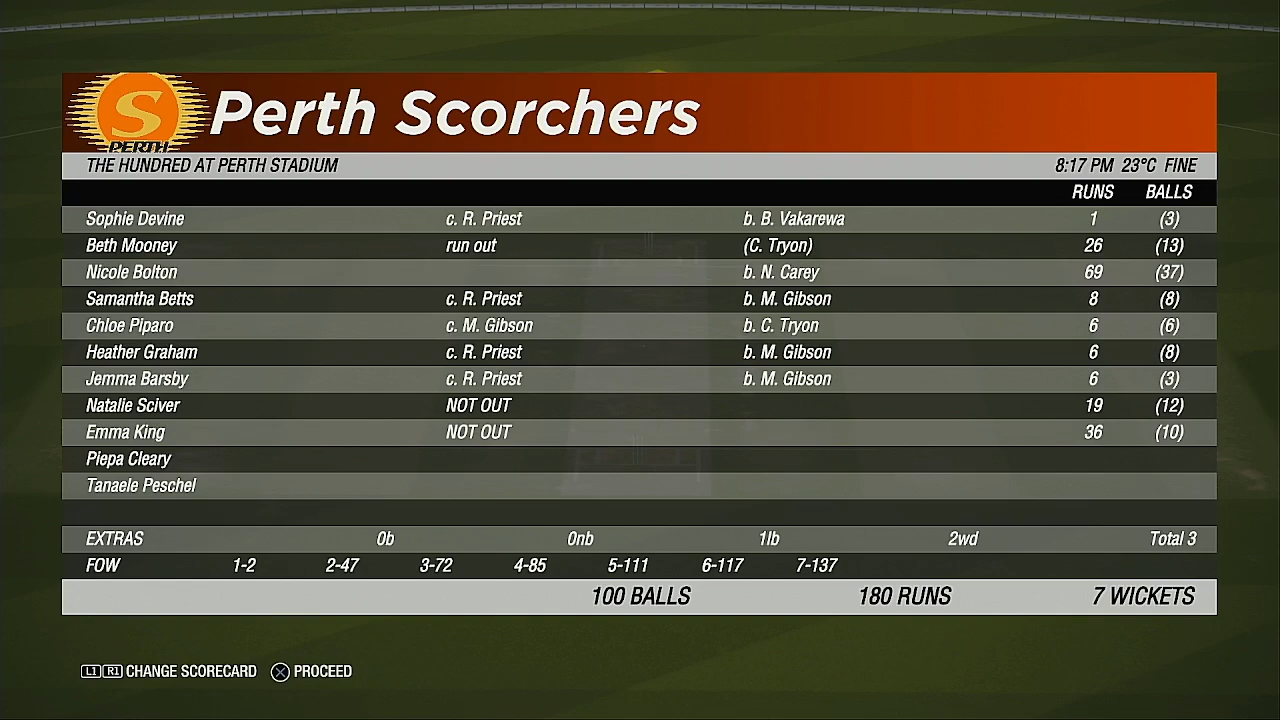 S
PERTH
Perth Scorchers
THE HUNDRED AT PERTH STADIUM 8:17 PM 23°C FINE
RUNS BALLS
Sophie Devine c. R. Priest b. B. Vakarewa 1 (3)
Beth Mooney run out (C. Tryon) 26 (13)
Nicole Bolton b. N. Carey 69 (37)
Samantha Betts c. R. Priest b. M. Gibson 8 (8)
Chloe Piparo c. M. Gibson b. C. Tryon 6 (6)
Heather Graham c. R. Priest b. M. Gibson 6 (8)
Jemma Barsby c. R. Priest b. M. Gibson 6 (3)
Natalie Sciver NOT OUT 19 (12)
Emma King NOT OUT 36 (10)
Piepa Cleary
Tanaele Peschel
EXTRAS 0b 0nb 1lb 2wd Total 3
FOW 1-2 2-47 3-72 4-85 5-111 6-117 7-137
100 BALLS 180 RUNS 7 WICKETS
L1 R1 CHANGE SCORECARD PROCEED